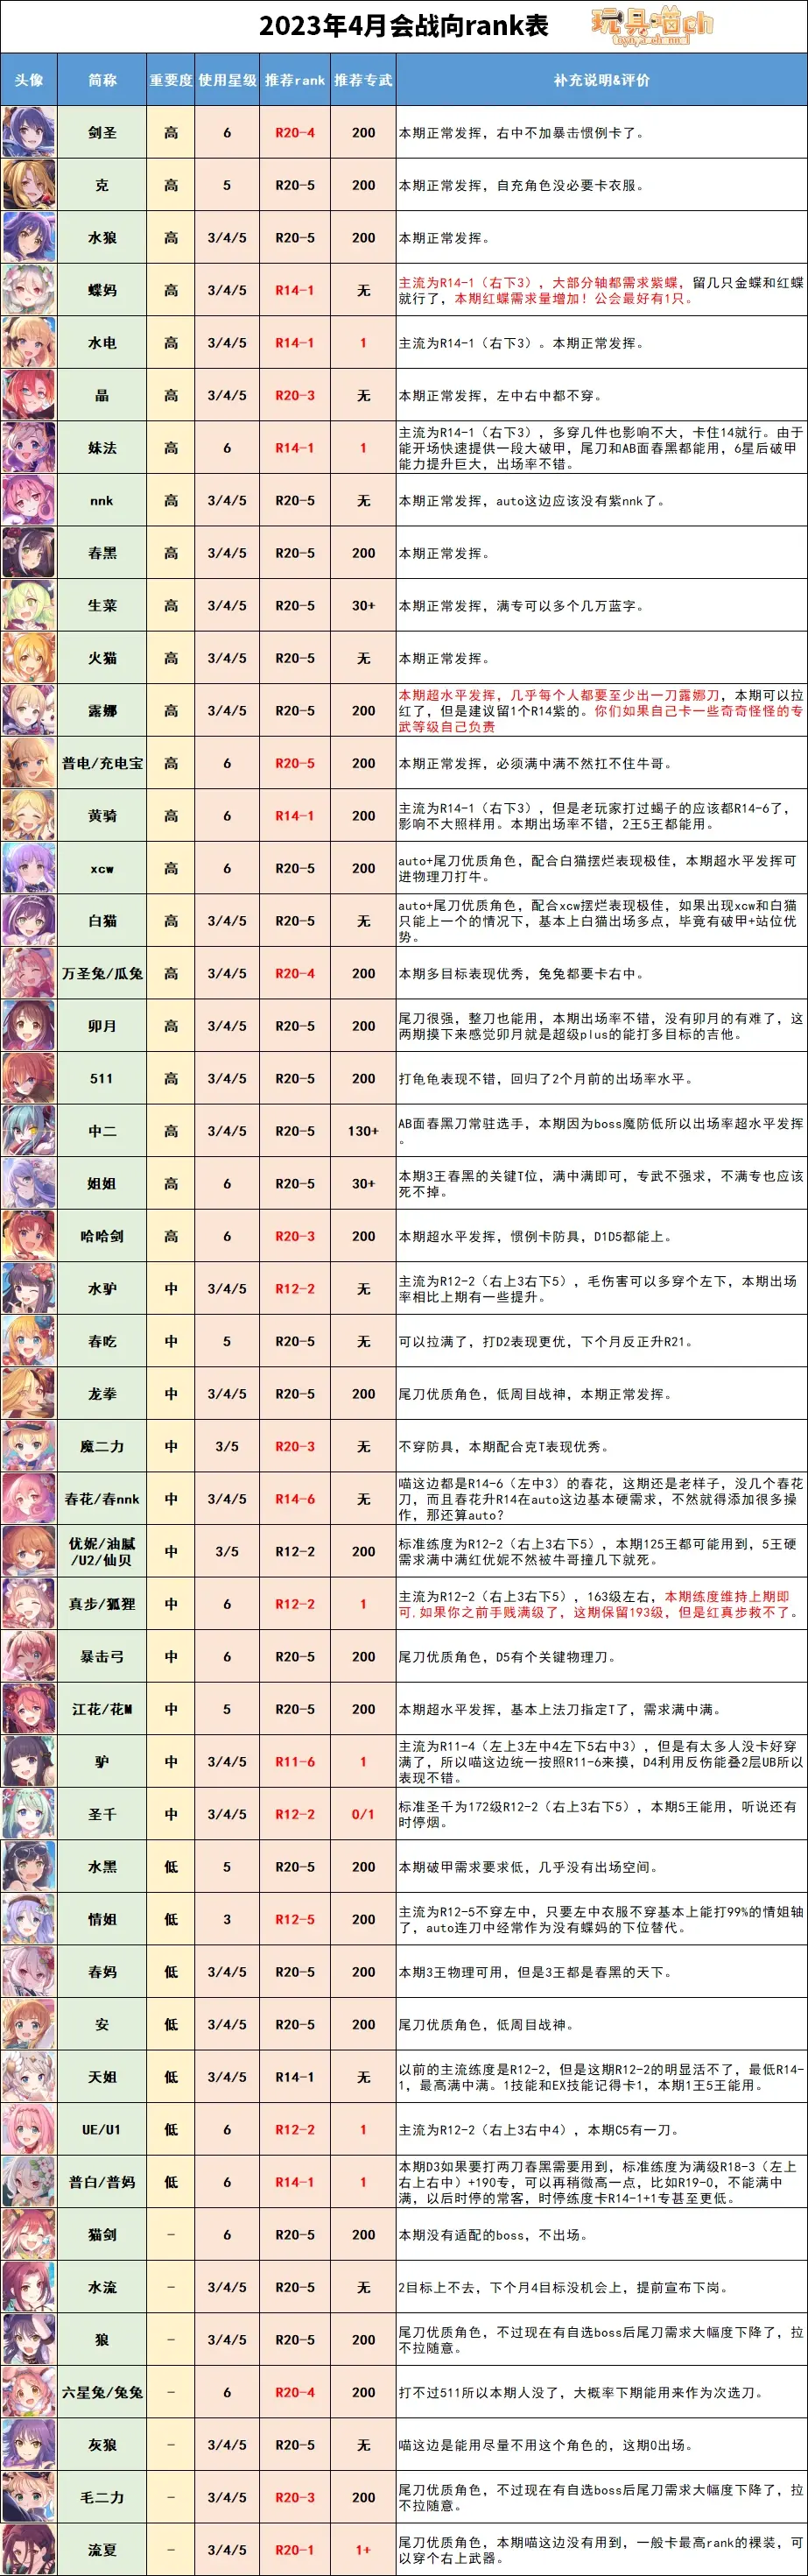 2023年4月会战向rank表
玩具喵ch
头像 简称 重要度 使用星级 推荐rank 推荐专武 补充说明&评价
剑圣 高 6 R20-4 200 本期正常发挥，右中不加暴击惯例卡了。
克 高 5 R20-5 200 本期正常发挥，自充角色没必要卡衣服。
水狼 高 3/4/5 R20-5 200 本期正常发挥。
蝶妈 高 3/4/5 R14-1 无 主流为R14-1（右下3），大部分轴都需求紫蝶，留几只金蝶和红蝶
就行了，本期红蝶需求量增加！公会最好有1只。
水电 高 3/4/5 R14-1 1 主流为R14-1（右下3）。本期正常发挥。
晶 高 3/4/5 R20-3 无 本期正常发挥，左中右中都不穿。
妹法 高 6 R14-1 1 主流为R14-1（右下3），多穿几件也影响不大，卡住14就行。由于
能开场快速提供一段大破甲，尾刀和AB面春黑都能用，6星后破甲
能力提升巨大，出场率不错。
nnk 高 3/4/5 R20-5 无 本期正常发挥，auto这边应该没有紫nnk了。
春黑 高 3/4/5 R20-5 200 本期正常发挥。
生菜 高 3/4/5 R20-5 30+ 本期正常发挥，满专可以多个几万蓝字。
火猫 高 3/4/5 R20-5 无 本期正常发挥。
露娜 高 3/4/5 R20-5 200 本期超水平发挥，几乎每个人都要至少出一刀露娜刀，本期可以拉
红了，但是建议留1个R14紫的。你们如果自己卡一些奇奇怪怪的专
武等级自己负责
普电/充电宝 高 6 R20-5 200 本期正常发挥，必须满中满不然扛不住牛哥。
黄骑 高 6 R14-1 200 主流为R14-1（右下3），但是老玩家打过蝎子的应该都R14-6了，
影响不大照样用。本期出场率不错，2王5王都能用。
xcw 高 6 R20-5 200 auto+尾刀优质角色，配合白猫摆烂表现极佳，本期超水平发挥可
进物理刀打牛。
白猫 高 3/4/5 R20-5 无 auto+尾刀优质角色，配合xcw摆烂表现极佳，如果出现xcw和白猫
只能上一个的情况下，基本上白猫出场多点，毕竟有破甲+站位优
势。
万圣兔/瓜兔 高 3/4/5 R20-4 200 本期多目标表现优秀，兔兔都要卡右中。
卯月 高 3/4/5 R20-5 200 尾刀很强，整刀也能用，本期出场率不错，没有卯月的有难了，这
两期摸下来感觉卯月就是超级plus的能打多目标的吉他。
511 高 3/4/5 R20-5 200 打龟龟表现不错，回归了2个月前的出场率水平。
中二 高 3/4/5 R20-5 130+ AB面春黑刀常驻选手，本期因为boss魔防低所以出场率超水平发挥
。
姐姐 高 6 R20-5 30+ 本期3王春黑的关键T位，满中满即可，专武不强求，不满专也应该
死不掉。
哈哈剑 高 6 R20-3 200 本期超水平发挥，惯例卡防具，D1D5都能上。
水驴 中 3/4/5 R12-2 无 主流为R12-2（右上3右下5），毛伤害可以多穿个左下，本期出场
率相比上期有一些提升。
春吃 中 5 R20-5 无 可以拉满了，打D2表现更优，下个月反正升R21。
龙拳 中 3/4/5 R20-5 200 尾刀优质角色，低周目战神，本期正常发挥。
魔二力 中 3/5 R20-3 无 不穿防具，本期配合克T表现优秀。
春花/春nnk 中 3/4/5 R14-6 无 喵这边都是R14-6（左中3）的春花，这期还是老样子，没几个春花
刀，而且春花升R14在auto这边基本硬需求，不然就得添加很多操
作，那还算auto？
优妮/油腻
/U2/仙贝 中 3/5 R12-2 200 标准练度为R12-2（右上3右下5），本期125王都可能用到，5王硬
需求满中满红优妮不然被牛哥撞几下就死。
真步/狐狸 中 6 R12-2 1 主流为R12-2（右上3右下5），163级左右，本期练度维持上期即
可，如果你之前手贱满级了，这期保留193级，但是红真步救不了。
暴击弓 中 6 R20-5 200 尾刀优质角色，D5有个关键物理刀。
江花/花M 中 5 R20-5 200 本期超水平发挥，基本上法刀指定T了，需求满中满。
驴 中 3/4/5 R11-6 1 主流为R11-4（左上3左中4左下5右中3），但是有太多人没卡好穿
满了，所以喵这边统一按照R11-6来摸，D4利用反伤能叠2层UB所以
表现不错。
圣千 中 3/4/5 R12-2 0/1 标准圣千为172级R12-2（右上3右下5），本期5王能用，听说还有
时停烟。
水黑 低 5 R20-5 200 本期破甲需求要求低，几乎没有出场空间。
情姐 低 3 R12-5 200 主流为R12-5不穿左中，只要左中衣服不穿基本上能打99%的情姐轴
了，auto连刀中经常作为没有蝶妈的下位替代。
春妈 低 3/4/5 R20-5 200 本期3王物理可用，但是3王都是春黑的天下。
安 低 3/4/5 R20-5 200 尾刀优质角色，低周目战神。
天姐 低 3/4/5 R14-1 无 以前的主流练度是R12-2，但是这期R12-2的明显活不了，最低R14-
1，最高满中满。1技能和EX技能记得卡1，本期1王5王能用。
UE/U1 低 6 R12-2 1 主流为R12-2（右上3右中4），本期C5有一刀。
普白/普妈 低 6 R14-1 1 本期D3如果要打两刀春黑需要用到，标准练度为满级R18-3（左上
右上右中）+190专，可以再稍微高一点，比如R19-0，不能满中
满，以后时停的常客，时停练度卡R14-1+1专甚至更低。
猫剑 - 6 R20-5 200 本期没有适配的boss，不出场。
水流 - 3/4/5 R20-5 无 2目标上不去，下个月4目标没机会上，提前宣布下岗。
狼 - 3/4/5 R20-5 200 尾刀优质角色，不过现在有自选boss后尾刀需求大幅度下降了，拉
不拉随意。
六星兔/兔兔 - 6 R20-4 200 打不过511所以本期人没了，大概率下期能用来作为次选刀。
灰狼 - 3/4/5 R20-5 无 喵这边是能用尽量不用这个角色的，这期0出场。
毛二力 - 3/4/5 R20-3 200 尾刀优质角色，不过现在有自选boss后尾刀需求大幅度下降了，拉
不拉随意。
流夏 - 3/4/5 R20-1 1+ 尾刀优质角色，本期喵这边没有用到，一般卡最高rank的裸装，可
以穿个右上武器。